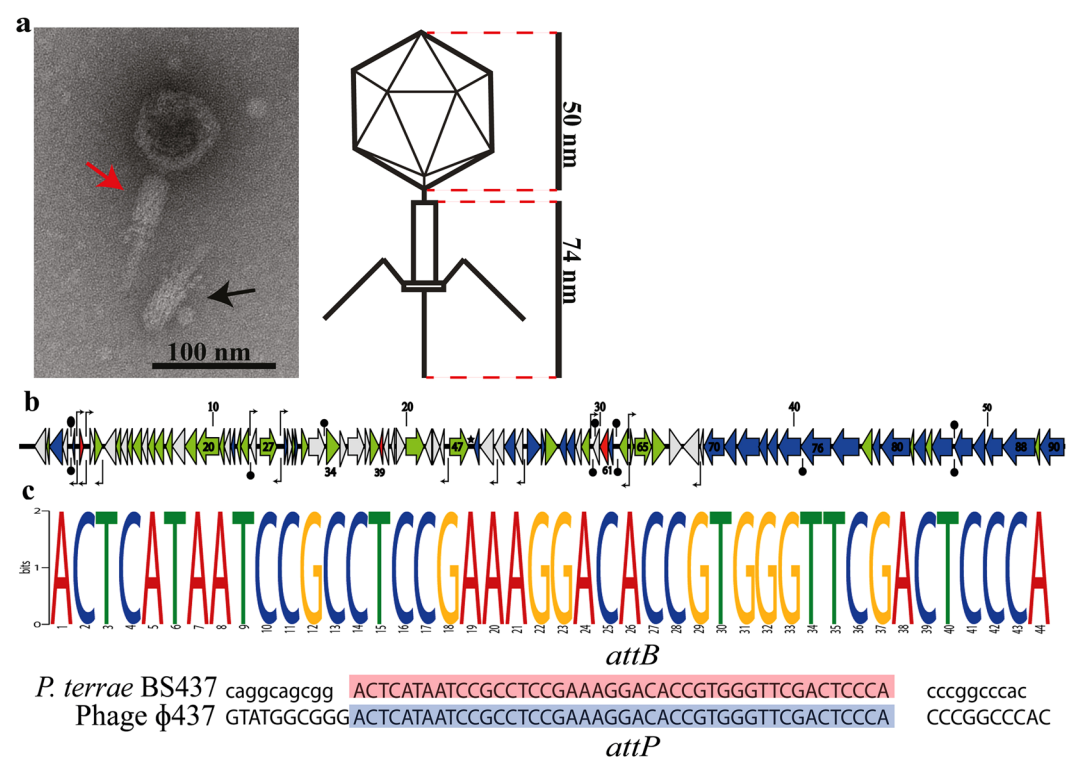 a
50 nm
74 nm
100 nm
b
10 20 30 40 50
20 27 47 65 70 76 80 88 90
34 39 61
*
c
2
bits
1
0
ACTCATAATCCGCCTCCGAAAGGACACCGTGGGTTCGACTCCCA
1 2 3 4 5 6 7 8 9 10 11 12 13 14 15 16 17 18 19 20 21 22 23 24 25 26 27 28 29 30 31 32 33 34 35 36 37 38 39 40 41 42 43 44
attB
P. terrae BS437 caggcagcgg ACTCATAATCCGCCTCCGAAAGGACACCGTGGGTTCGACTCCCA cccggcccac
Phage ϕ437 GTATGGCGGGACTCATAATCCGCCTCCGAAAGGACACCGTGGGTTCGACTCCCA CCCGGCCCAC
attP